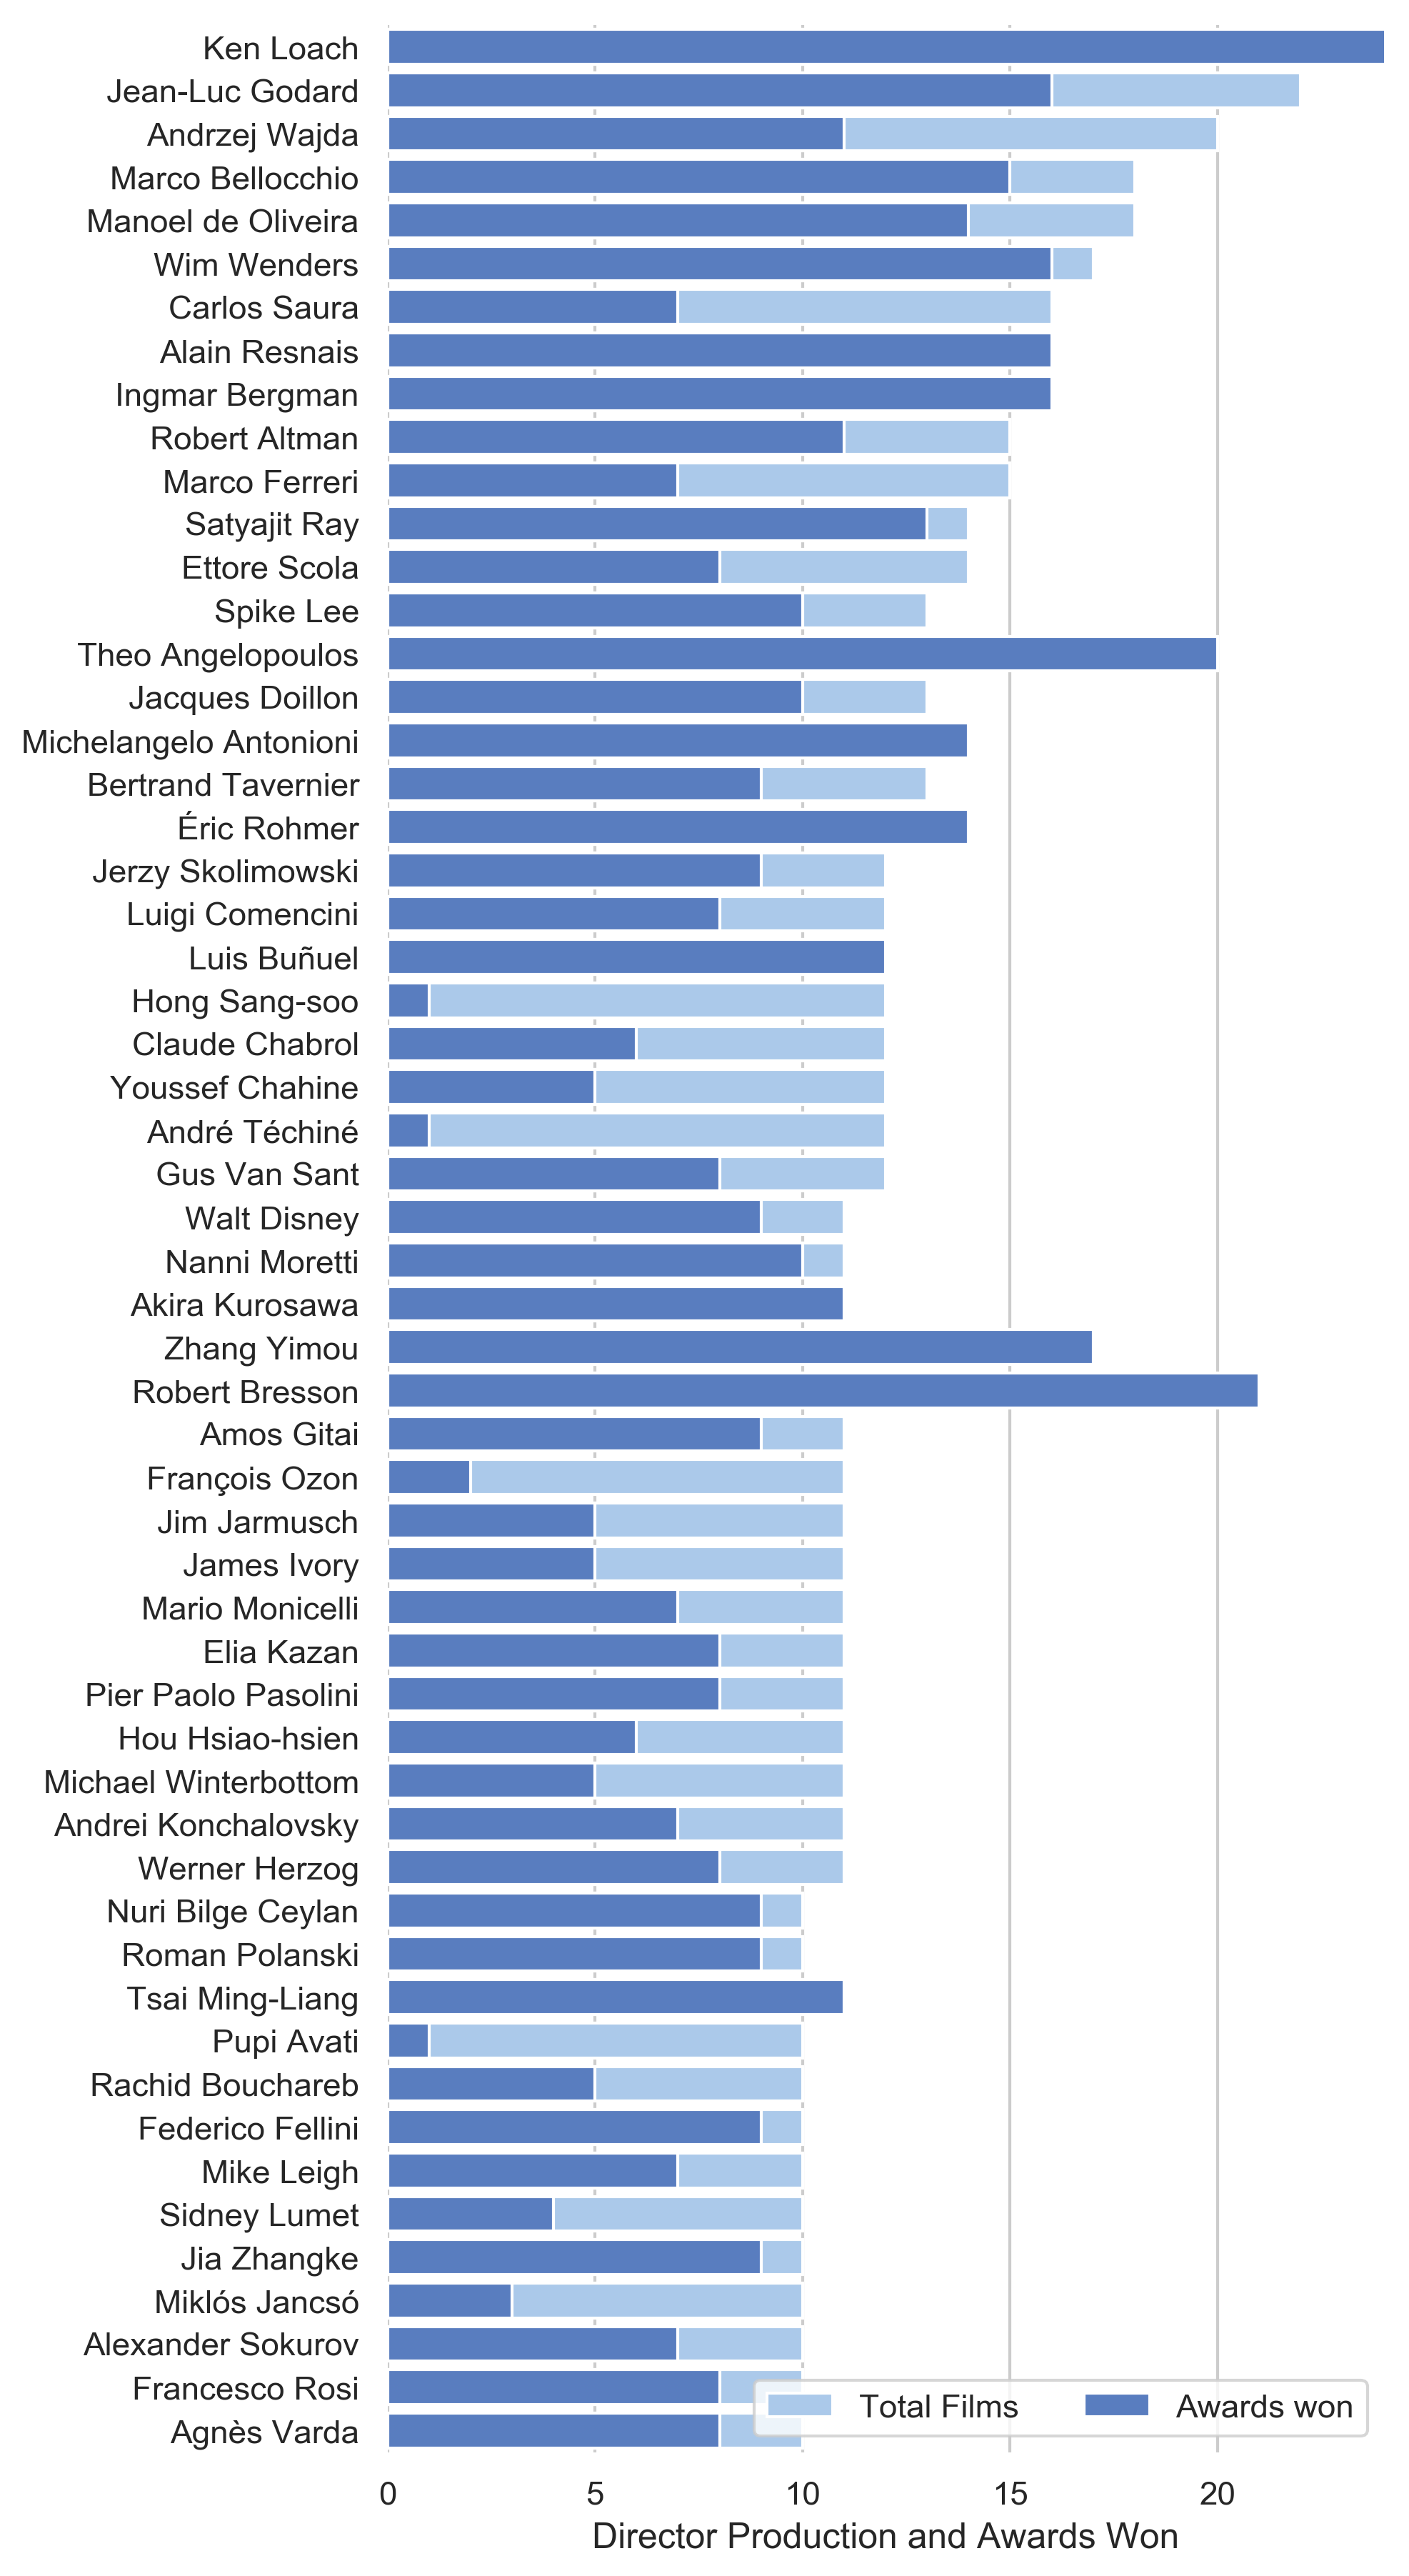 Ken Loach
Jean-Luc Godard
Andrzej Wajda
Marco Bellocchio
Manoel de Oliveira
Wim Wenders
Carlos Saura
Alain Resnais
Ingmar Bergman
Robert Altman
Marco Ferreri
Satyajit Ray
Ettore Scola
Spike Lee
Theo Angelopoulos
Jacques Doillon
Michelangelo Antonioni
Bertrand Tavernier
Éric Rohmer
Jerzy Skolimowski
Luigi Comencini
Luis Buñuel
Hong Sang-soo
Claude Chabrol
Youssef Chahine
André Téchiné
Gus Van Sant
Walt Disney
Nanni Moretti
Akira Kurosawa
Zhang Yimou
Robert Bresson
Amos Gitai
François Ozon
Jim Jarmusch
James Ivory
Mario Monicelli
Elia Kazan
Pier Paolo Pasolini
Hou Hsiao-hsien
Michael Winterbottom
Andrei Konchalovsky
Werner Herzog
Nuri Bilge Ceylan
Roman Polanski
Tsai Ming-Liang
Pupi Avati
Rachid Bouchareb
Federico Fellini
Mike Leigh
Sidney Lumet
Jia Zhangke
Miklós Jancsó
Alexander Sokurov
Francesco Rosi
Agnès Varda
Total Films Awards won
0 5 10 15 20
Director Production and Awards Won